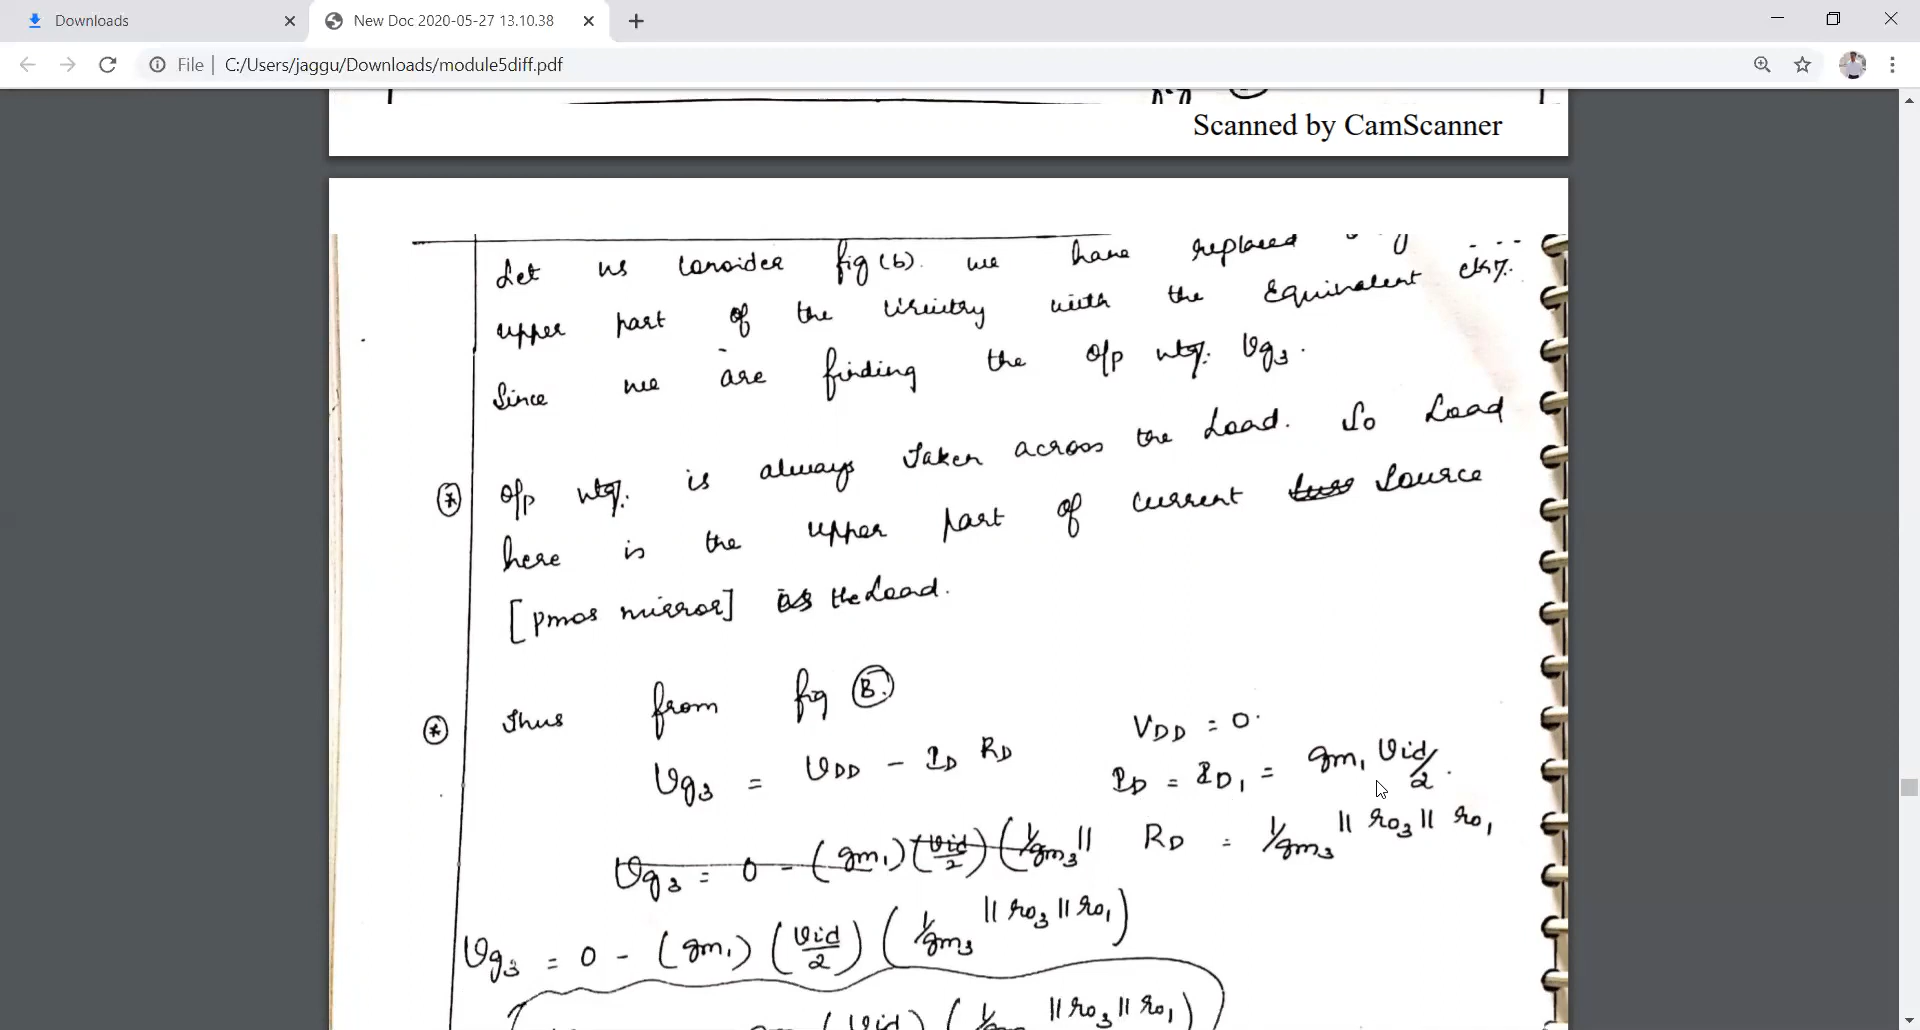 Downloads
New Doc 2020-05-27 13.10.38
File | C:/Users/jaggu/Downloads/module5diff.pdf
Scanned by CamScanner
Let us Consider fig (b). we have replaced
upper part of the circuitry with the Equivalent ckt.
Since we are finding the o/p vtg. Vg3.
* o/p vtg. is always taken across the Load. So Load
here is the upper part of current Source
[pmos mirror] as the Load.
* Thus from fig B.
Vg3 = VDD - ID RD
VDD = 0.
ID = ID1 = gm1 Vid/2.
Vg3 = 0 - (gm1) (Vid/2) (1/gm3 ||
RD = 1/gm3 || ro3 || ro1
Vg3 = 0 - (gm1) (Vid/2) (1/gm3 || ro3 || ro1)
|| ro3 || ro1)